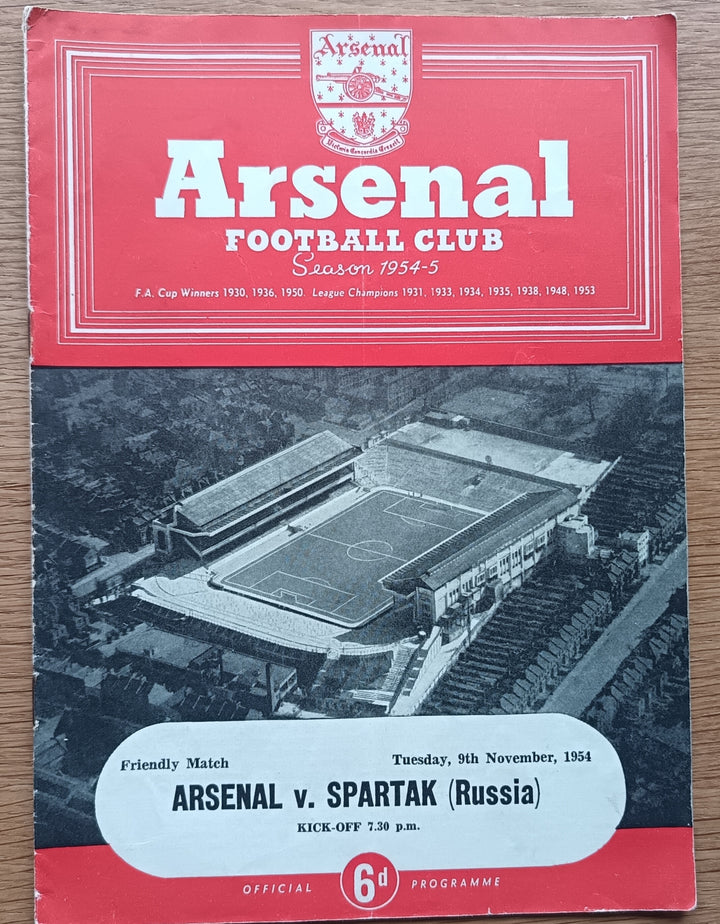 Arsenal
Victoria Concordia Crescit
Arsenal
FOOTBALL CLUB
Season 1954-5
F.A. Cup Winners 1930, 1936, 1950. League Champions 1931, 1933, 1934, 1935, 1938, 1948, 1953
Friendly Match Tuesday, 9th November, 1954
ARSENAL v. SPARTAK (Russia)
KICK-OFF 7.30 p.m.
OFFICIAL 6d PROGRAMME